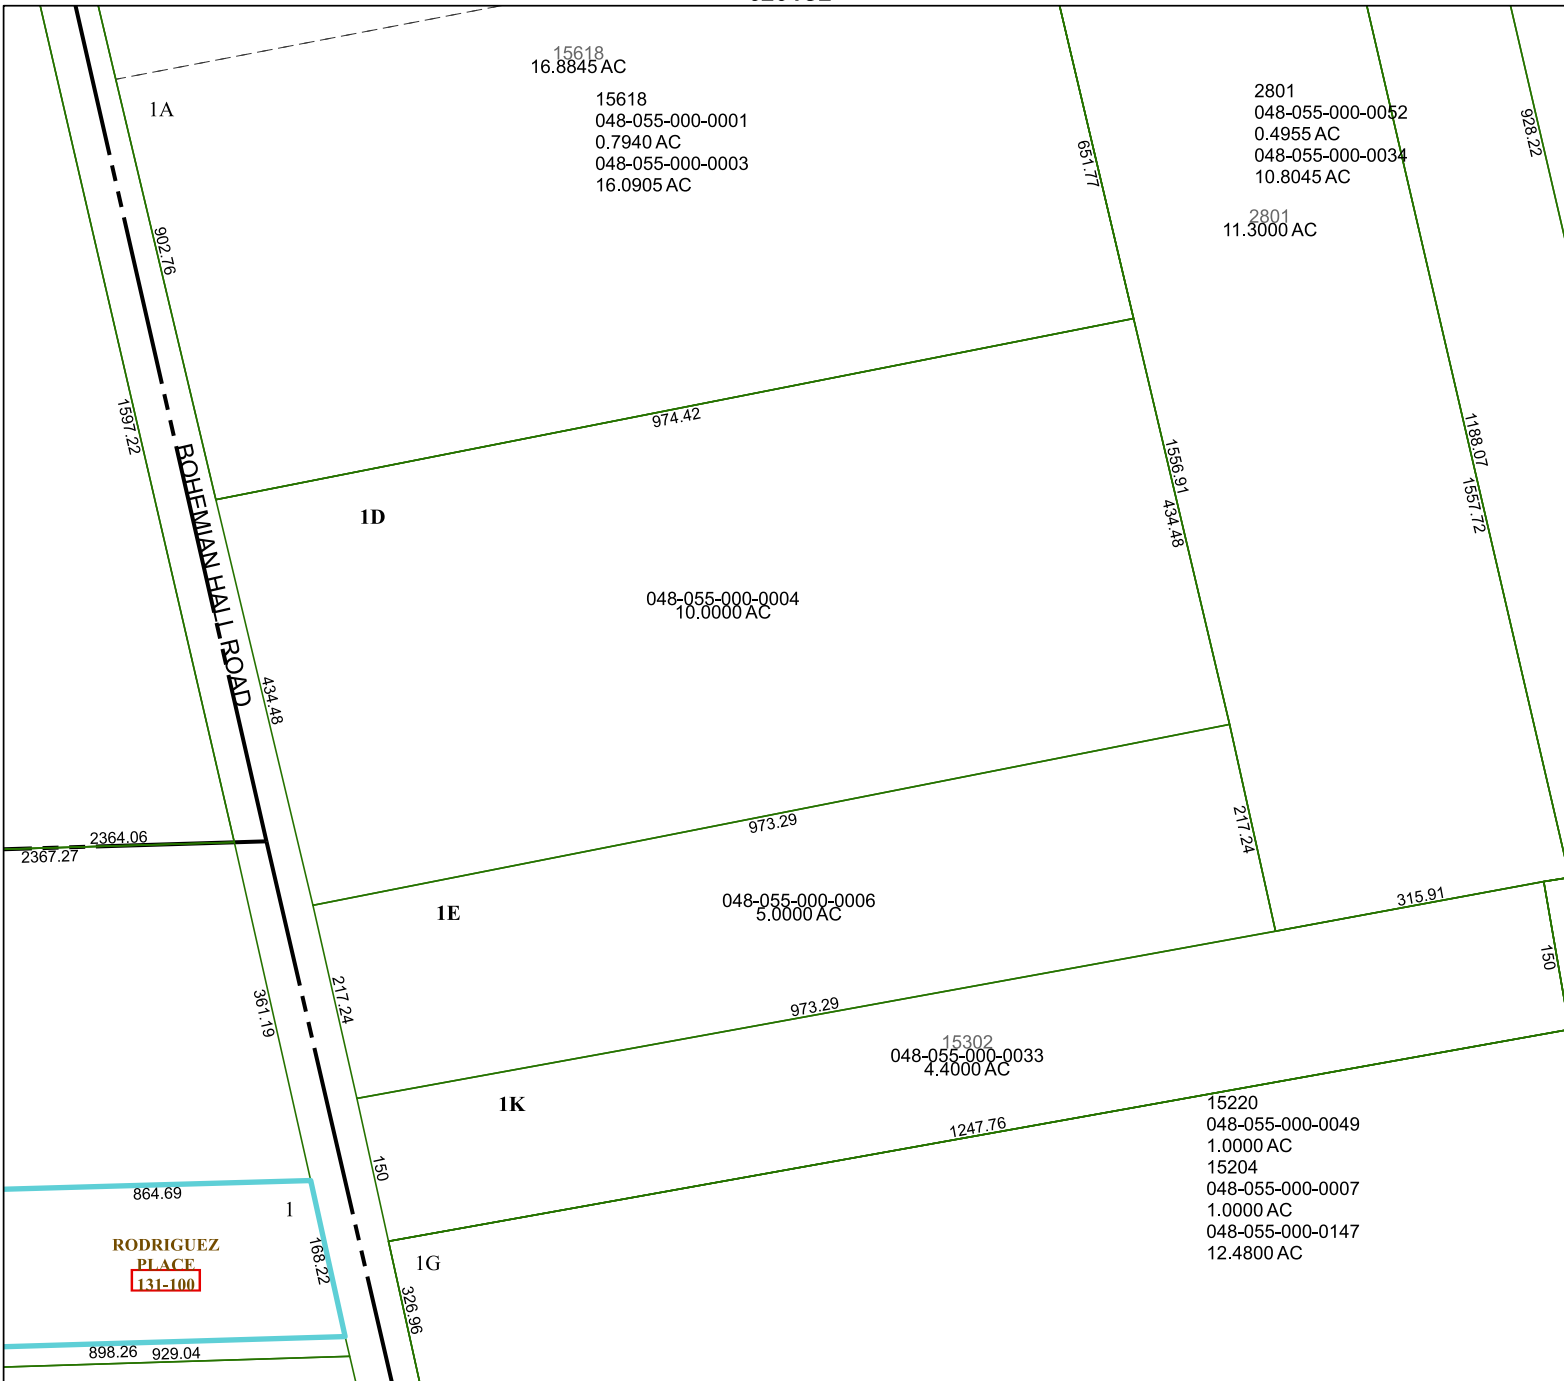 15618
16.8845 AC
15618
048-055-000-0001
0.7940 AC
048-055-000-0003
16.0905 AC
1A
2801
048-055-000-0052
0.4955 AC
048-055-000-0034
10.8045 AC
2801
11.3000 AC
928.22
651.77
902.76
1597.22
974.42
1188.07
1557.72
1556.91
434.48
BOHEMIAN HALL ROAD
1D
048-055-000-0004
10.0000 AC
434.48
2364.06
2367.27
973.29
217.24
1E
048-055-000-0006
5.0000 AC
315.91
150
217.24
361.19
973.29
15302
048-055-000-0033
4.4000 AC
1K
1247.76
150
15220
048-055-000-0049
1.0000 AC
15204
048-055-000-0007
1.0000 AC
048-055-000-0147
12.4800 AC
864.69
1
RODRIGUEZ
PLACE
131-100
168.22
1G
326.96
898.26 929.04